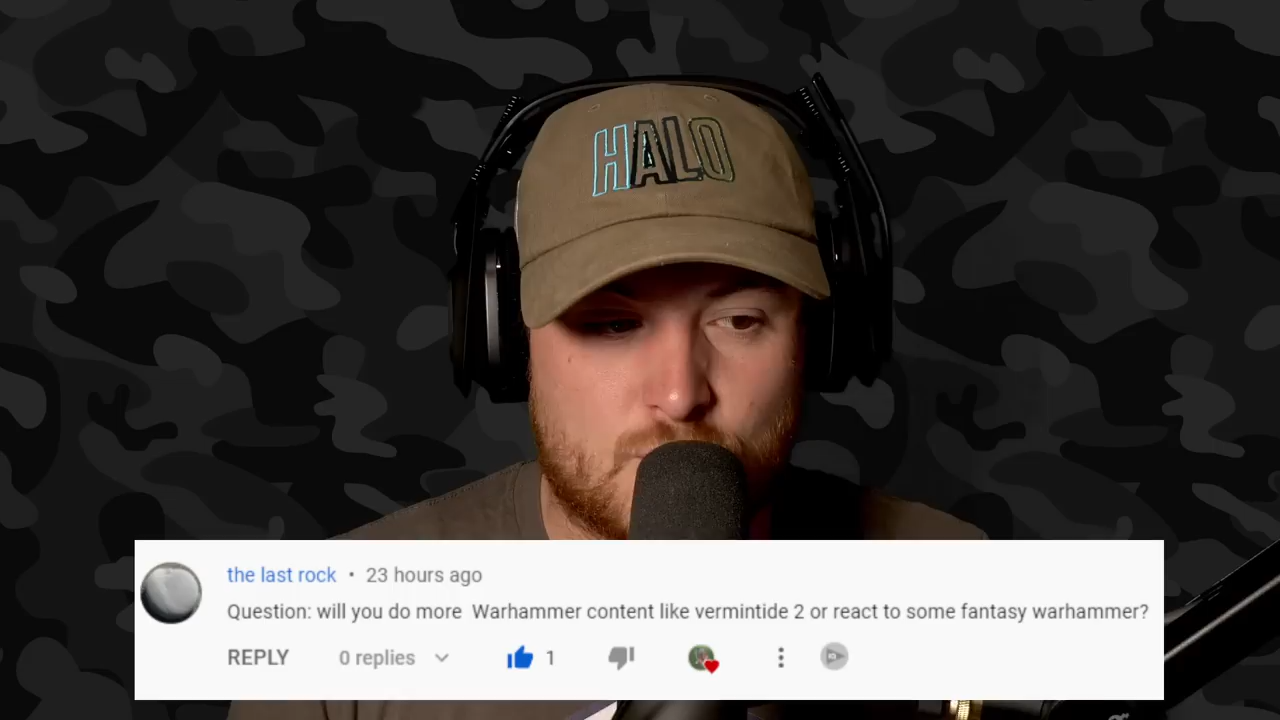 HALO
the last rock • 23 hours ago
Question: will you do more  Warhammer content like vermintide 2 or react to some fantasy warhammer?
REPLY 0 replies 1